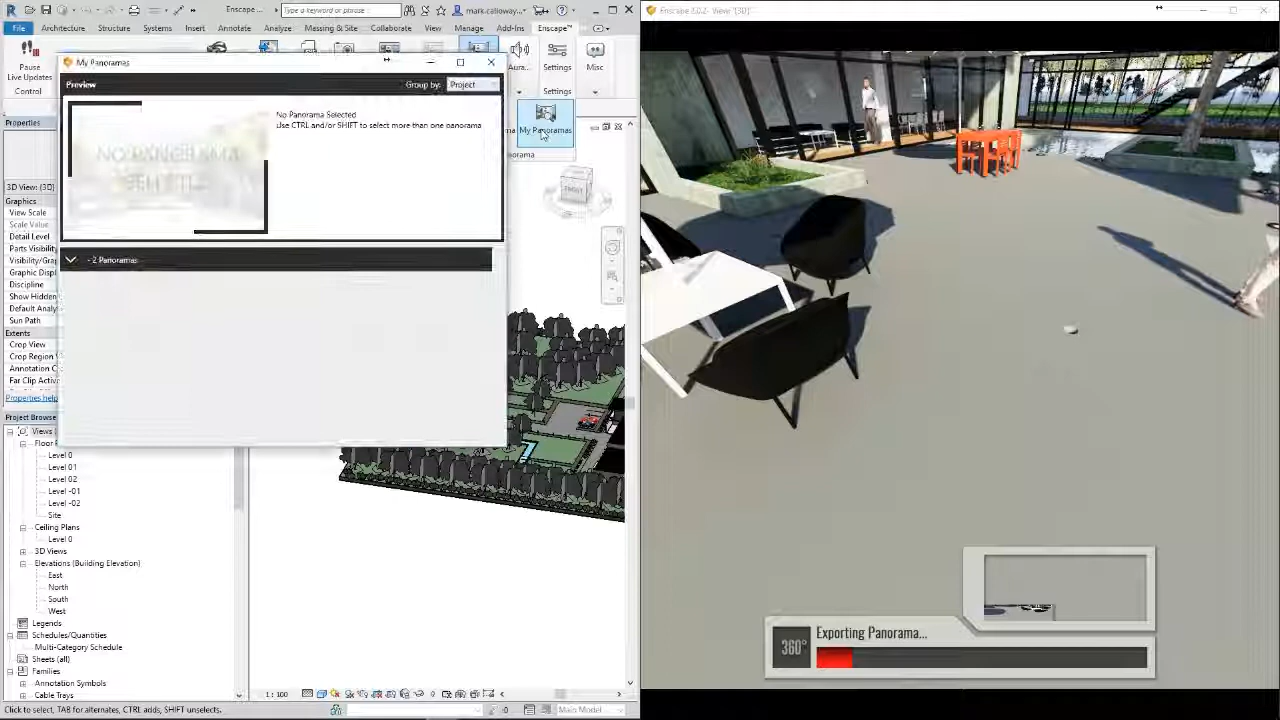 Enscape ...
Type a keyword or phrase
mark.calloway...
File Architecture Structure Systems Insert Annotate Analyze Massing & Site Collaborate View Manage Add-Ins Enscape™
Pause
Live Updates
Control
Aura...
Settings
Settings
Misc
My Panoramas
Preview
Group by: Project
No Panorama Selected
Use CTRL and/or SHIFT to select more than one panorama
- 2 Panoramas
My Panoramas
FRONT
Properties
3D View: {3D}
Graphics
View Scale
Scale Value
Detail Level
Parts Visibility
Visibility/Grap
Graphic Displ
Discipline
Show Hidden
Default Analy
Sun Path
Extents
Crop View
Crop Region
Annotation C
Far Clip Activ
Properties help
Project Browse
Views
Floor
Level 0
Level 01
Level 02
Level -01
Level -02
Site
Ceiling Plans
Level 0
3D Views
Elevations (Building Elevation)
East
North
South
West
Legends
Schedules/Quantities
Multi-Category Schedule
Sheets (all)
Families
Annotation Symbols
Cable Trays
1 : 100
Click to select, TAB for alternates, CTRL adds, SHIFT unselects.
:0
Main Model
View '{3D}'
Exporting Panorama...
360°